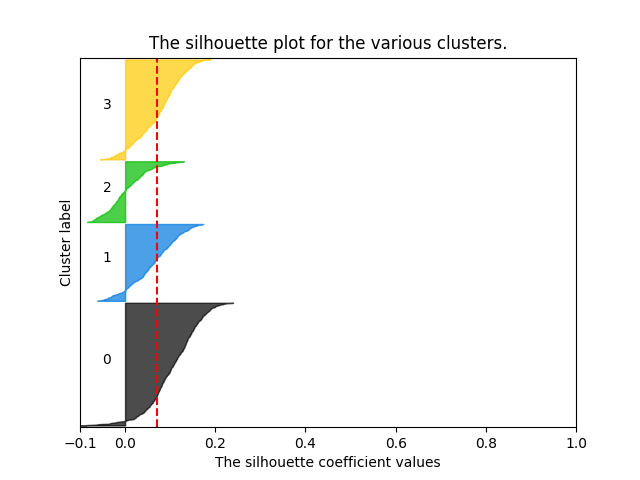 The silhouette plot for the various clusters.
Cluster label
3
2
1
0
−0.1 0.0 0.2 0.4 0.6 0.8 1.0
The silhouette coefficient values